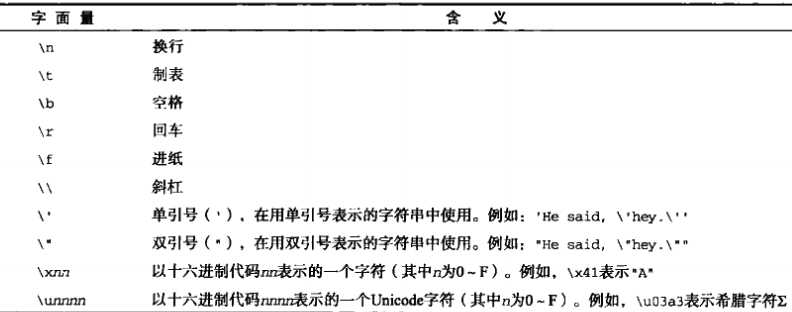 字 面 量 含 义
\n 换行
\t 制表
\b 空格
\r 回车
\f 进纸
\\ 斜杠
\' 单引号（'），在用单引号表示的字符串中使用。例如：'He said, \'hey.\''
\" 双引号（"），在用双引号表示的字符串中使用。例如："He said, \"hey.\""
\xnn 以十六进制代码nn表示的一个字符（其中n为0~F）。例如，\x41表示"A"
\unnnn 以十六进制代码nnnn表示的一个Unicode字符（其中n为0~F）。例如，\u03a3表示希腊字符Σ